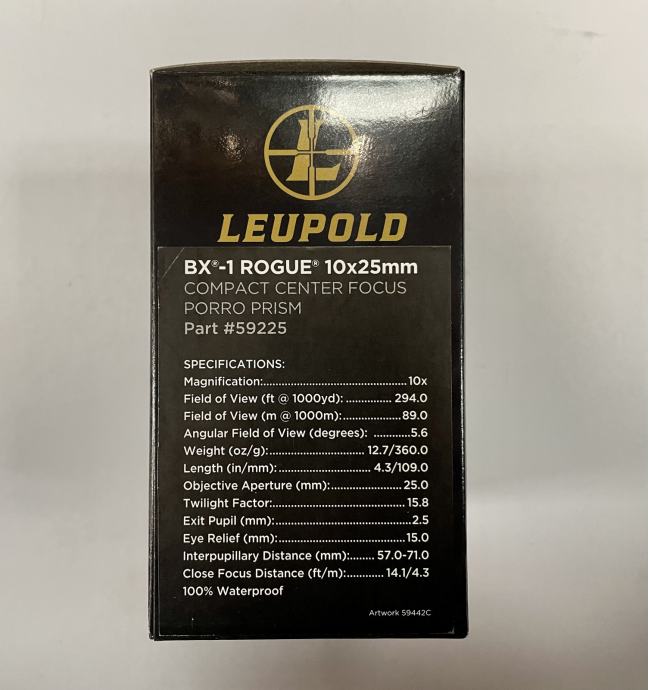 L
LEUPOLD
BX®-1 ROGUE® 10x25mm
COMPACT CENTER FOCUS
PORRO PRISM
Part #59225
SPECIFICATIONS:
Magnification:..........10x
Field of View (ft @ 1000yd):..........294.0
Field of View (m @ 1000m):..........89.0
Angular Field of View (degrees): ..........5.6
Weight (oz/g):..........12.7/360.0
Length (in/mm):..........4.3/109.0
Objective Aperture (mm):..........25.0
Twilight Factor:..........15.8
Exit Pupil (mm):..........2.5
Eye Relief (mm):..........15.0
Interpupillary Distance (mm):.......57.0-71.0
Close Focus Distance (ft/m):..........14.1/4.3
100% Waterproof
Artwork 59442C